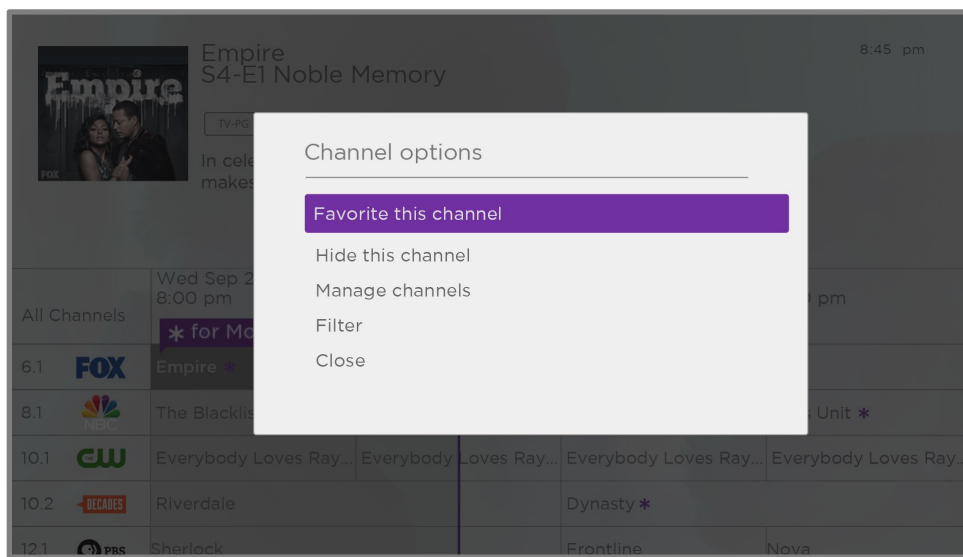 Empire
S4-E1 Noble Memory
8:45 pm
Empire
FOX
TV-PG
In cele
makes
Channel options
Favorite this channel
Hide this channel
Manage channels
Filter
Close
Wed Sep 2
8:00 pm
pm
All Channels
* for Mo
6.1 FOX Empire *
8.1 NBC The Blacklis s Unit *
10.1 THE CW Everybody Loves Ray... Everybody Loves Ray... Everybody Loves Ray... Everybody Loves Ray...
10.2 DECADES Riverdale Dynasty *
12.1 PBS Sherlock Frontline Nova